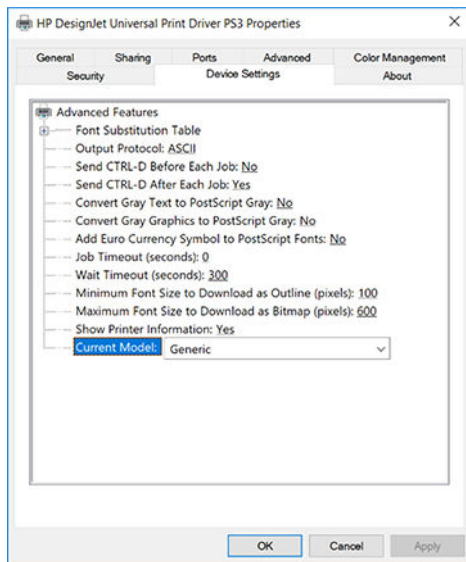 HP DesignJet Universal Print Driver PS3 Properties
General Sharing Ports Advanced Color Management
Security Device Settings About
Advanced Features
Font Substitution Table
Output Protocol: ASCII
Send CTRL-D Before Each Job: No
Send CTRL-D After Each Job: Yes
Convert Gray Text to PostScript Gray: No
Convert Gray Graphics to PostScript Gray: No
Add Euro Currency Symbol to PostScript Fonts: No
Job Timeout (seconds): 0
Wait Timeout (seconds): 300
Minimum Font Size to Download as Outline (pixels): 100
Maximum Font Size to Download as Bitmap (pixels): 600
Show Printer Information: Yes
Current Model: Generic
OK Cancel Apply